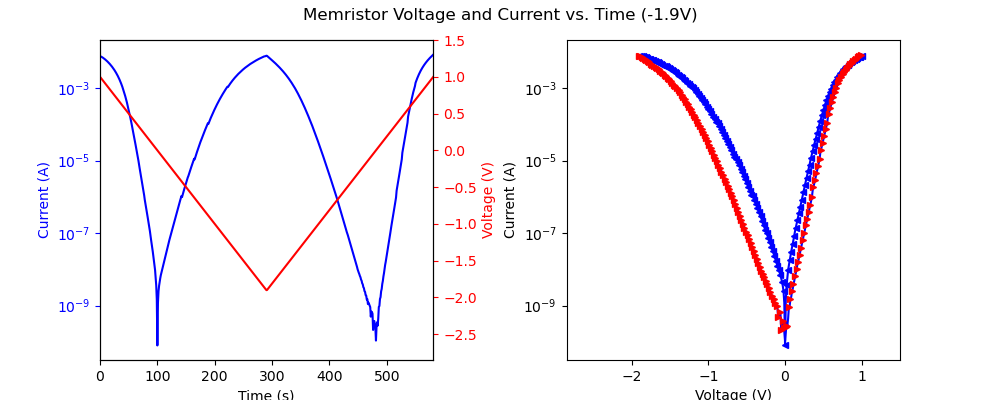 Memristor Voltage and Current vs. Time (-1.9V)
Current (A)
10⁻³
10⁻⁵
10⁻⁷
10⁻⁹
0 100 200 300 400 500
Time (s)
1.5
1.0
0.5
0.0
−0.5
−1.0
−1.5
−2.0
−2.5
Voltage (V)
Current (A)
10⁻³
10⁻⁵
10⁻⁷
10⁻⁹
−2 −1 0 1
Voltage (V)